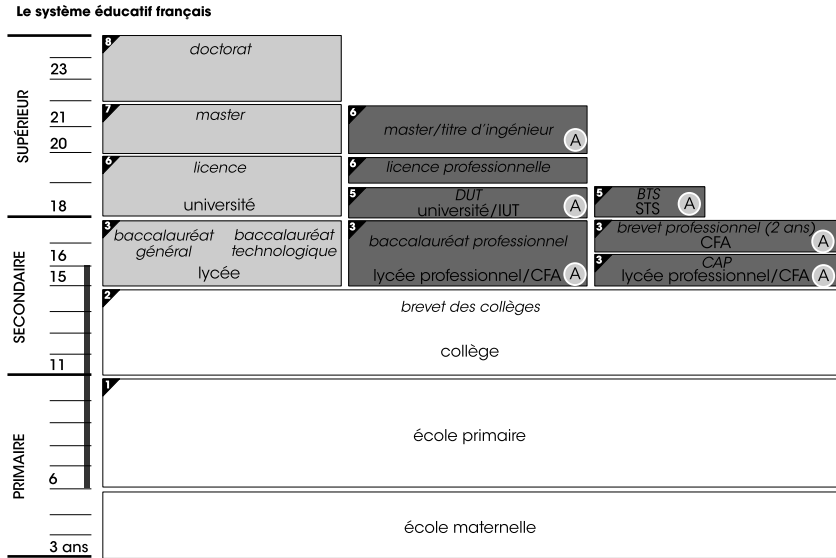 Le système éducatif français
SUPÉRIEUR
23
21
20
18
SECONDAIRE
16
15
11
PRIMAIRE
6
3 ans
8
doctorat
7
master
6
master/titre d'ingénieur
A
6
licence
université
6
licence professionnelle
5
DUT
université/IUT
A
5
BTS
STS
A
3
baccalauréat
général
baccalauréat
technologique
lycée
3
baccalauréat professionnel
lycée professionnel/CFA
A
3
brevet professionnel (2 ans)
CFA
A
3
CAP
lycée professionnel/CFA
A
2
brevet des collèges
collège
1
école primaire
école maternelle